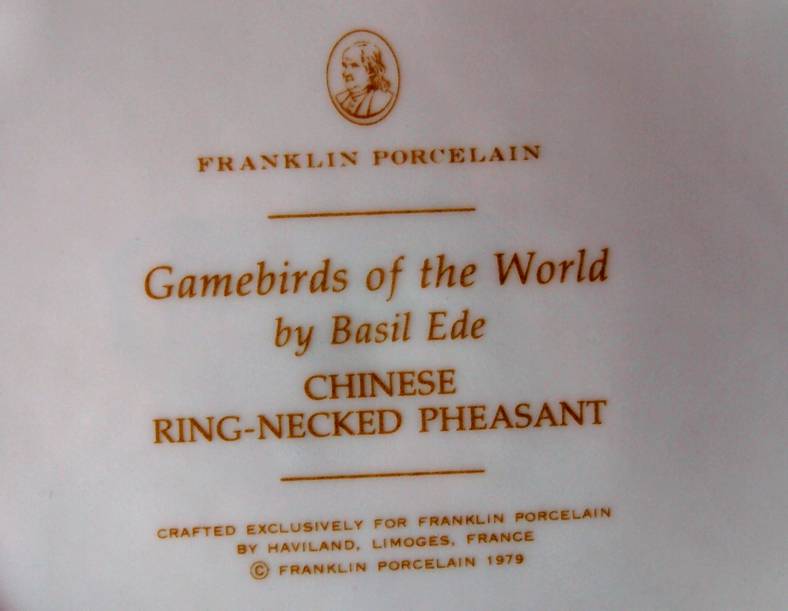 FRANKLIN PORCELAIN
Gamebirds of the World
by Basil Ede
CHINESE
RING-NECKED PHEASANT
CRAFTED EXCLUSIVELY FOR FRANKLIN PORCELAIN
BY HAVILAND, LIMOGES, FRANCE
© FRANKLIN PORCELAIN 1979